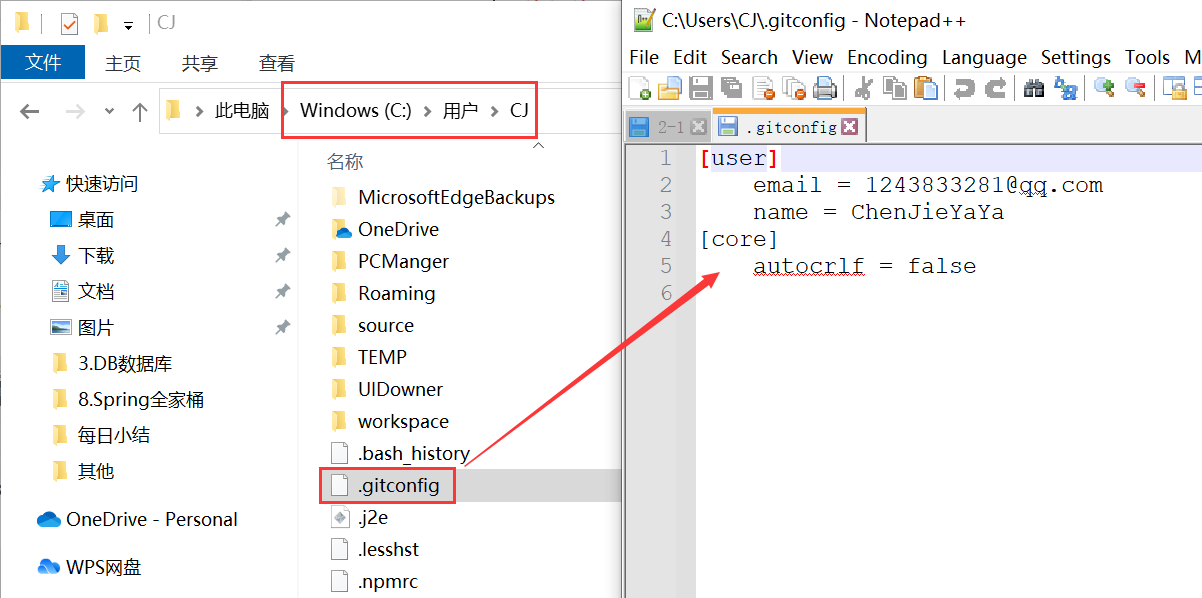 CJ
文件 主页 共享 查看
此电脑 Windows (C:) 用户 CJ
名称
快速访问
桌面
下载
文档
图片
3.DB数据库
8.Spring全家桶
每日小结
其他
OneDrive - Personal
WPS网盘
MicrosoftEdgeBackups
OneDrive
PCManger
Roaming
source
TEMP
UIDowner
workspace
.bash_history
.gitconfig
.j2e
.lesshst
.npmrc
C:\Users\CJ\.gitconfig - Notepad++
File Edit Search View Encoding Language Settings Tools M
2-1 .gitconfig
1 [user]
2 email = 1243833281@qq.com
3 name = ChenJieYaYa
4 [core]
5 autocrlf = false
6